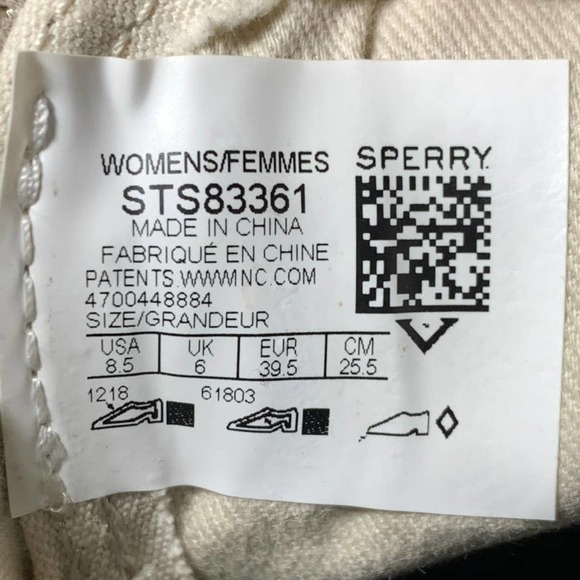 WOMENS/FEMMES
SPERRY
STS83361
MADE IN CHINA
FABRIQUÉ EN CHINE
PATENTS.WWWINC.COM
4700448884
SIZE/GRANDEUR
USA UK EUR CM
8.5 6 39.5 25.5
1218 61803